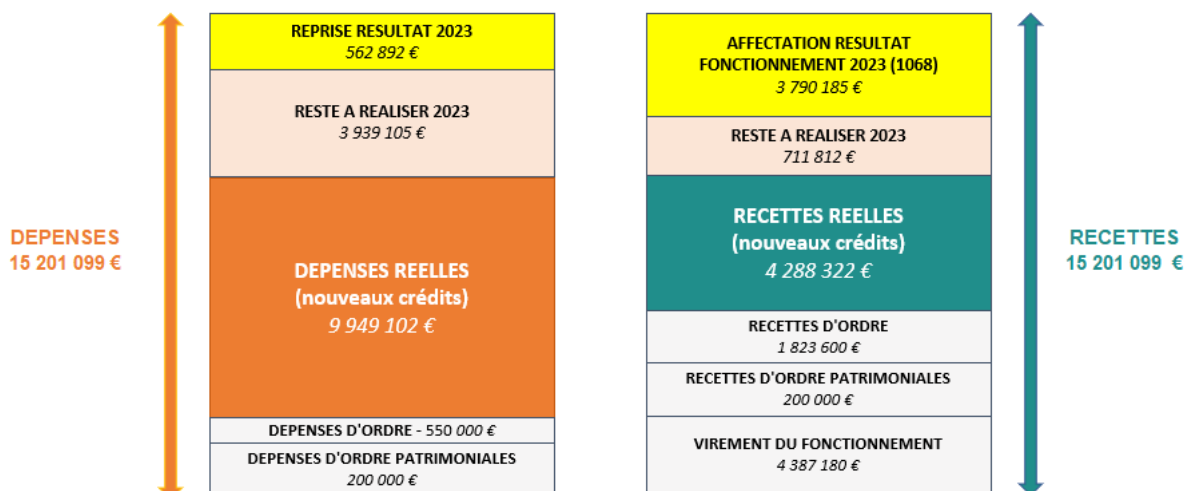 DEPENSES
15 201 099 €
REPRISE RESULTAT 2023
562 892 €
RESTE A REALISER 2023
3 939 105 €
DEPENSES REELLES
(nouveaux crédits)
9 949 102 €
DEPENSES D'ORDRE - 550 000 €
DEPENSES D'ORDRE PATRIMONIALES
200 000 €
AFFECTATION RESULTAT
FONCTIONNEMENT 2023 (1068)
3 790 185 €
RESTE A REALISER 2023
711 812 €
RECETTES REELLES
(nouveaux crédits)
4 288 322 €
RECETTES D'ORDRE
1 823 600 €
RECETTES D'ORDRE PATRIMONIALES
200 000 €
VIREMENT DU FONCTIONNEMENT
4 387 180 €
RECETTES
15 201 099 €